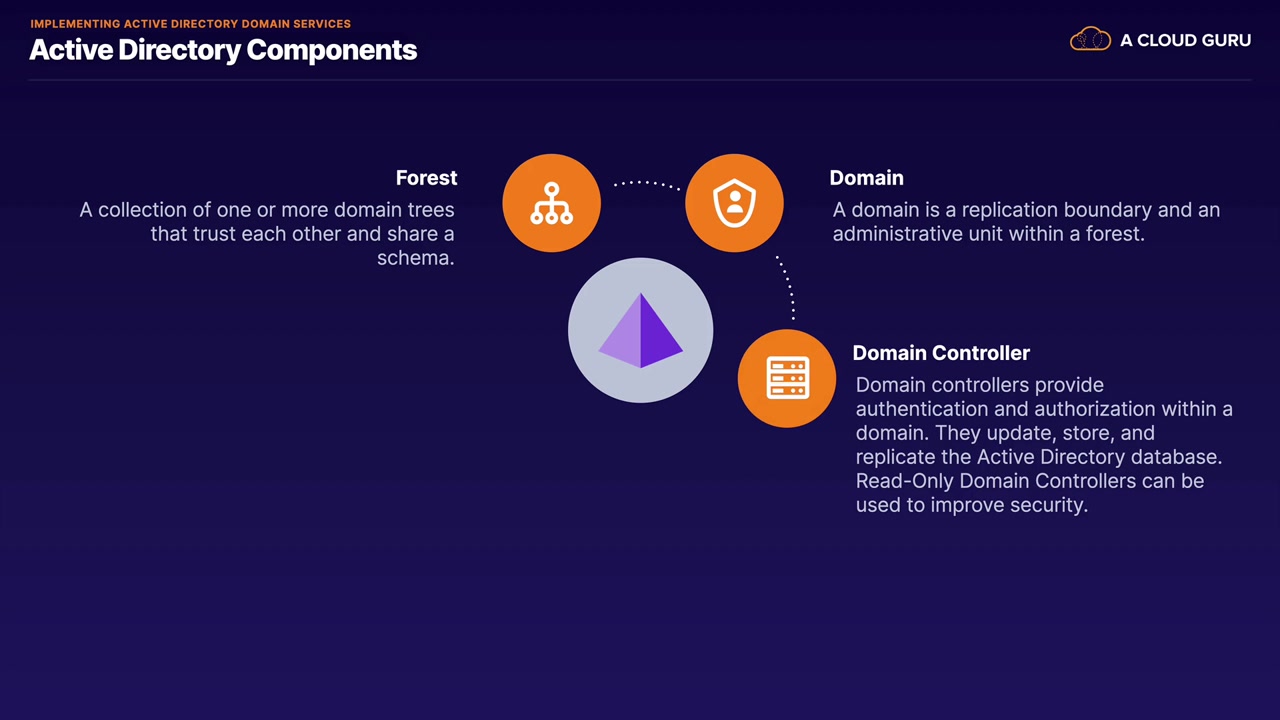 IMPLEMENTING ACTIVE DIRECTORY DOMAIN SERVICES
Active Directory Components
A CLOUD GURU
Forest
A collection of one or more domain trees
that trust each other and share a
schema.
Domain
A domain is a replication boundary and an
administrative unit within a forest.
Domain Controller
Domain controllers provide
authentication and authorization within a
domain. They update, store, and
replicate the Active Directory database.
Read-Only Domain Controllers can be
used to improve security.